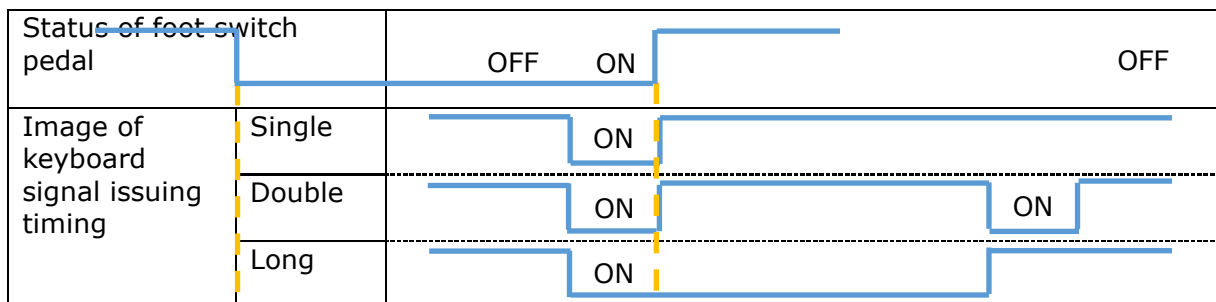 Status of foot switch
pedal
OFF ON OFF
Image of
keyboard
signal issuing
timing
Single
ON
Double
ON ON
Long
ON